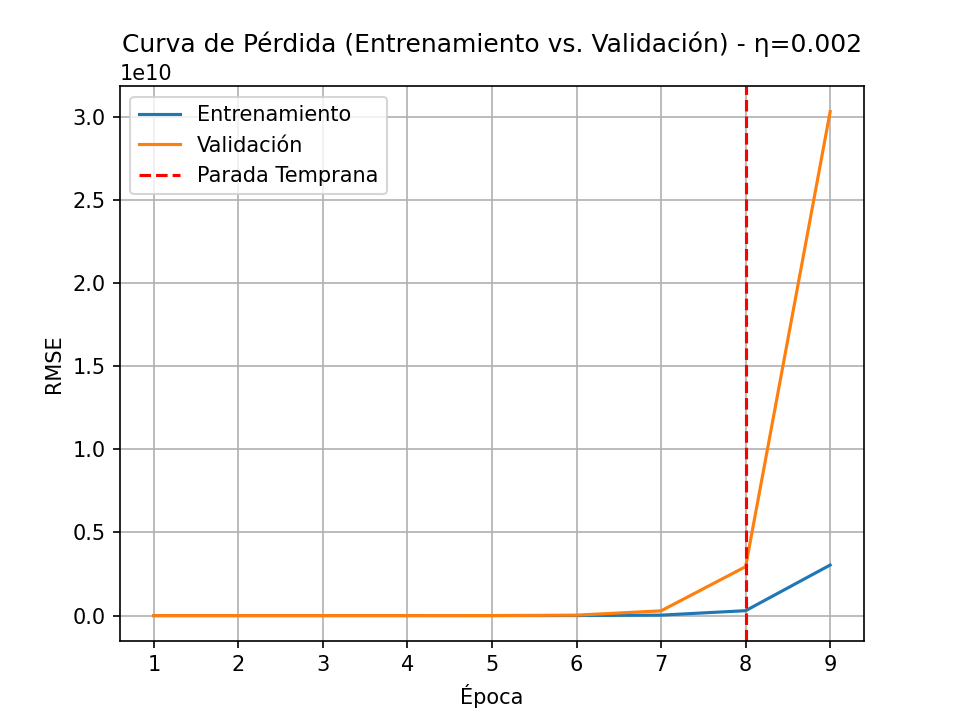 Curva de Pérdida (Entrenamiento vs. Validación) - η=0.002
1e10
Entrenamiento
Validación
Parada Temprana
3.0
2.5
2.0
1.5
1.0
0.5
0.0
RMSE
1 2 3 4 5 6 7 8 9
Época